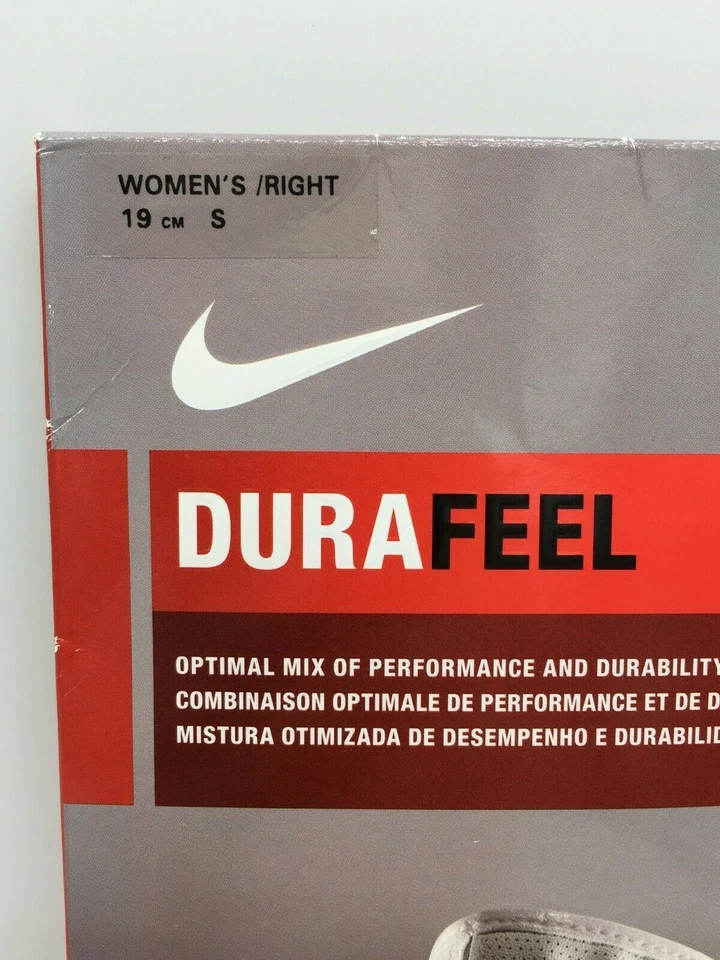 WOMEN'S /RIGHT
19 CM S
DURAFEEL
OPTIMAL MIX OF PERFORMANCE AND DURABILITY
COMBINAISON OPTIMALE DE PERFORMANCE ET DE D
MISTURA OTIMIZADA DE DESEMPENHO E DURABILID